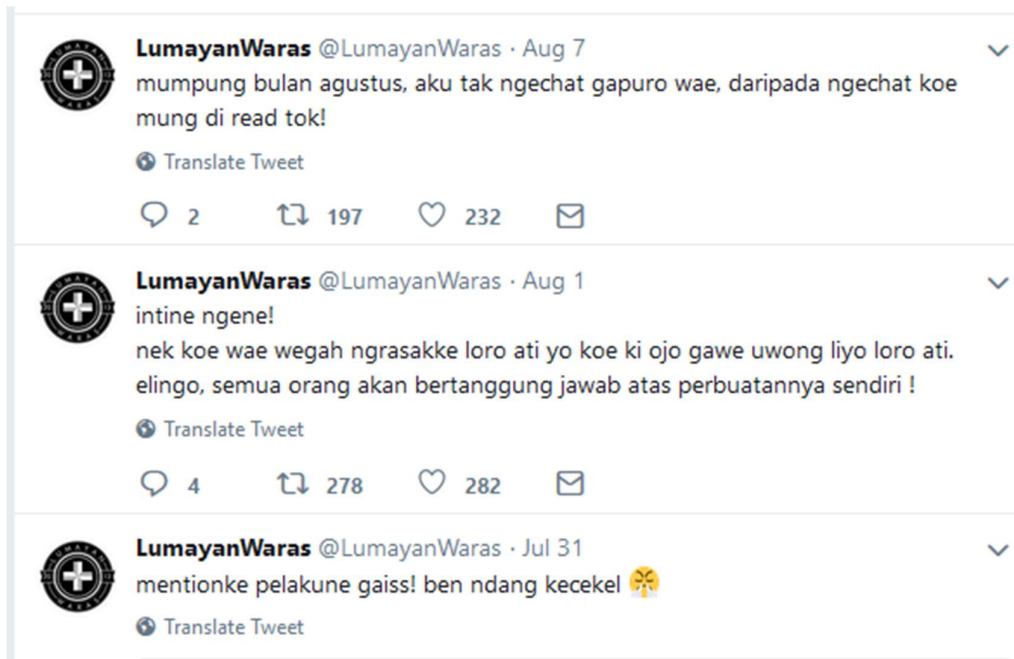 LumayanWaras @LumayanWaras · Aug 7
mumpung bulan agustus, aku tak ngechat gapuro wae, daripada ngechat koe
mung di read tok!
Translate Tweet
2 197 232
LumayanWaras @LumayanWaras · Aug 1
intine ngene!
nek koe wae wegah ngrasakke loro ati yo koe ki ojo gawe uwong liyo loro ati.
elingo, semua orang akan bertanggung jawab atas perbuatannya sendiri !
Translate Tweet
4 278 282
LumayanWaras @LumayanWaras · Jul 31
mentionke pelakune gaiss! ben ndang kecekel 😤
Translate Tweet